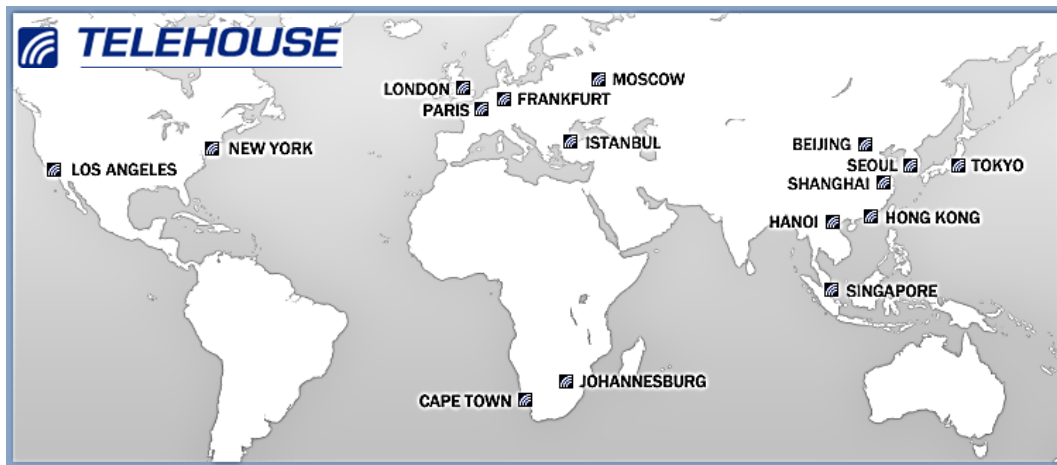 TELEHOUSE
LONDON
MOSCOW
PARIS
FRANKFURT
NEW YORK
ISTANBUL
LOS ANGELES
BEIJING
SEOUL
TOKYO
SHANGHAI
HANOI
HONG KONG
SINGAPORE
JOHANNESBURG
CAPE TOWN